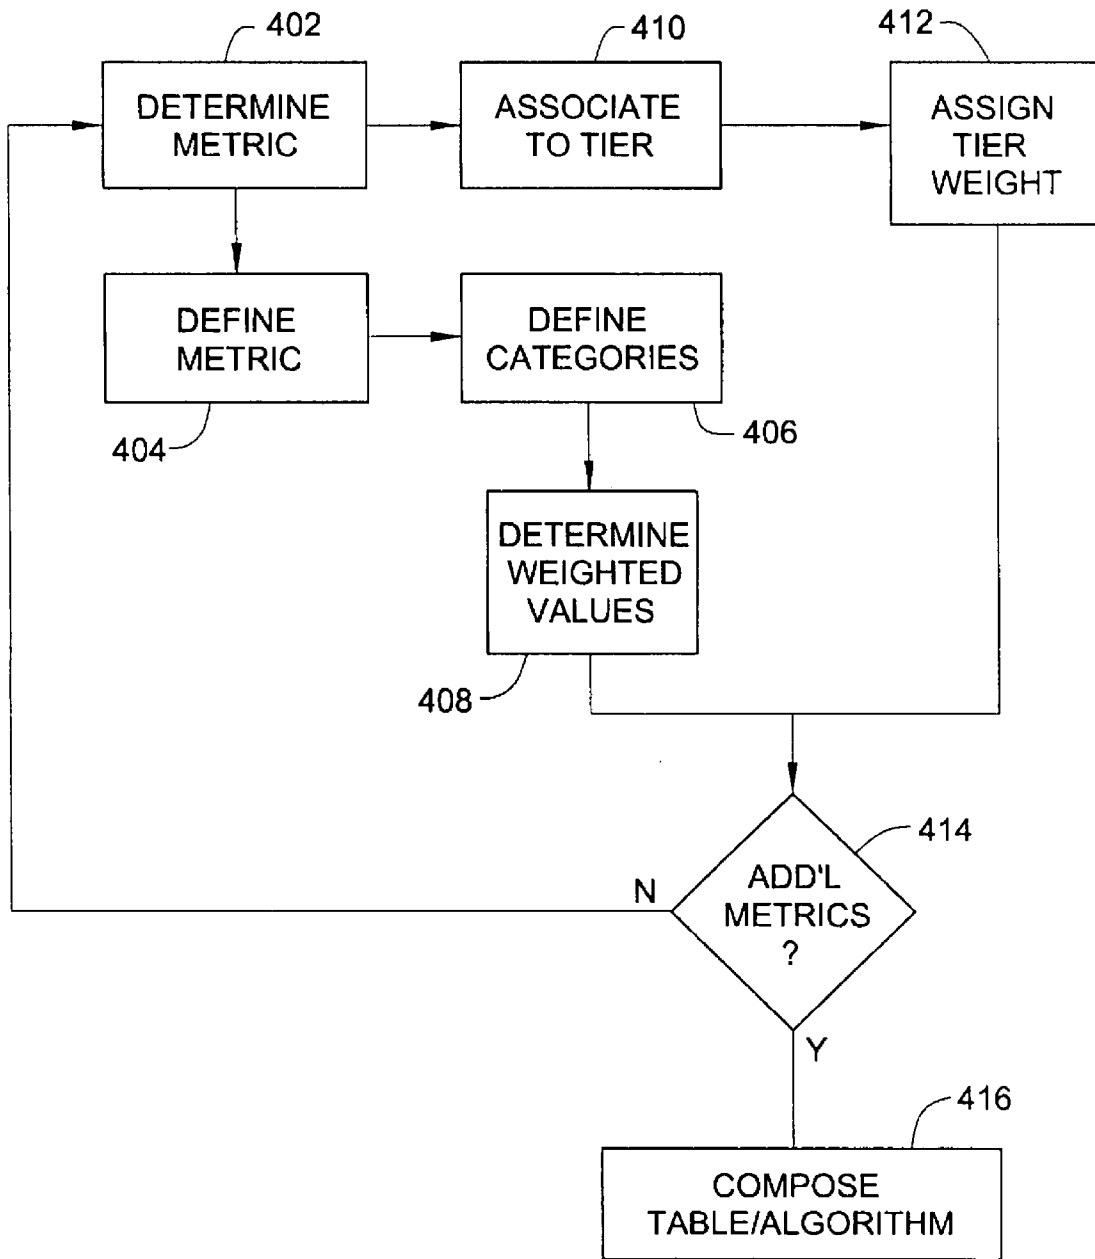 402
DETERMINE
METRIC
410
ASSOCIATE
TO TIER
412
ASSIGN
TIER
WEIGHT
DEFINE
METRIC
404
DEFINE
CATEGORIES
406
DETERMINE
WEIGHTED
VALUES
408
414
ADD'L
METRICS
?
N
Y
416
COMPOSE
TABLE/ALGORITHM